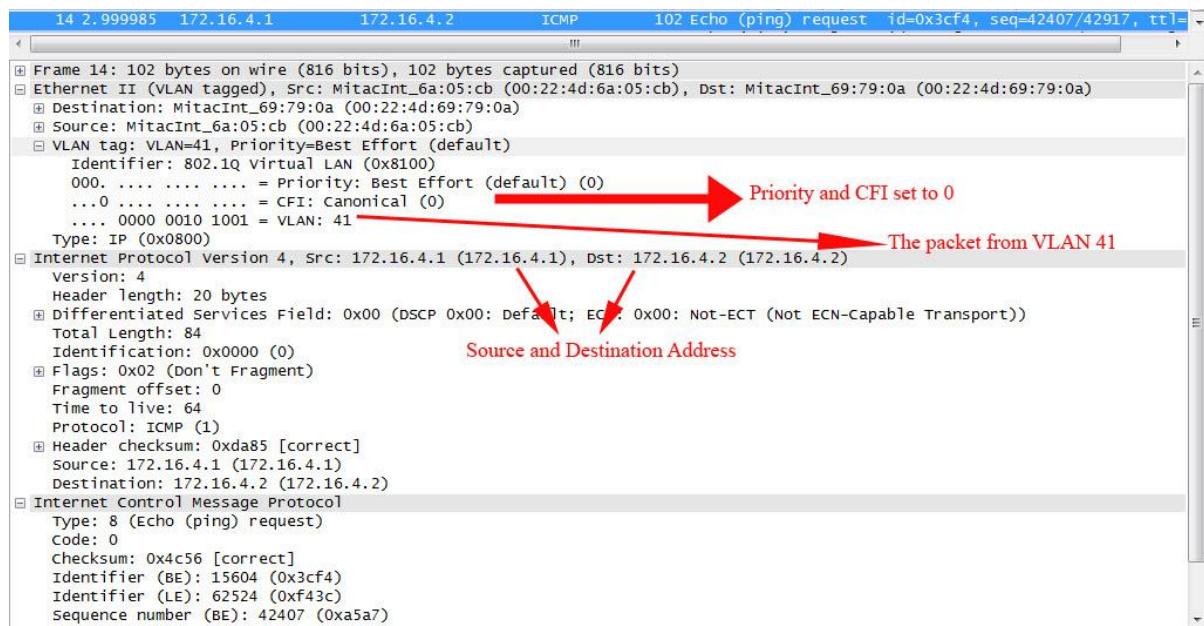 14 2.999985 172.16.4.1 172.16.4.2 ICMP 102 Echo (ping) request id=0x3cf4, seq=42407/42917, ttl=
Frame 14: 102 bytes on wire (816 bits), 102 bytes captured (816 bits)
Ethernet II (VLAN tagged), Src: MitacInt_6a:05:cb (00:22:4d:6a:05:cb), Dst: MitacInt_69:79:0a (00:22:4d:69:79:0a)
Destination: MitacInt_69:79:0a (00:22:4d:69:79:0a)
Source: MitacInt_6a:05:cb (00:22:4d:6a:05:cb)
VLAN tag: VLAN=41, Priority=Best Effort (default)
Identifier: 802.1Q Virtual LAN (0x8100)
000. .... .... .... = Priority: Best Effort (default) (0)
...0 .... .... .... = CFI: Canonical (0)
Priority and CFI set to 0
.... 0000 0010 1001 = VLAN: 41
Type: IP (0x0800)
The packet from VLAN 41
Internet Protocol Version 4, Src: 172.16.4.1 (172.16.4.1), Dst: 172.16.4.2 (172.16.4.2)
Version: 4
Header length: 20 bytes
Differentiated Services Field: 0x00 (DSCP 0x00: Default; 0x00: Not-ECT (Not ECN-Capable Transport))
Total Length: 84
Identification: 0x0000 (0)
Source and Destination Address
Flags: 0x02 (Don't Fragment)
Fragment offset: 0
Time to live: 64
Protocol: ICMP (1)
Header checksum: 0xda85 [correct]
Source: 172.16.4.1 (172.16.4.1)
Destination: 172.16.4.2 (172.16.4.2)
Internet Control Message Protocol
Type: 8 (Echo (ping) request)
Code: 0
Checksum: 0x4c56 [correct]
Identifier (BE): 15604 (0x3cf4)
Identifier (LE): 62524 (0xf43c)
Sequence number (BE): 42407 (0xa5a7)